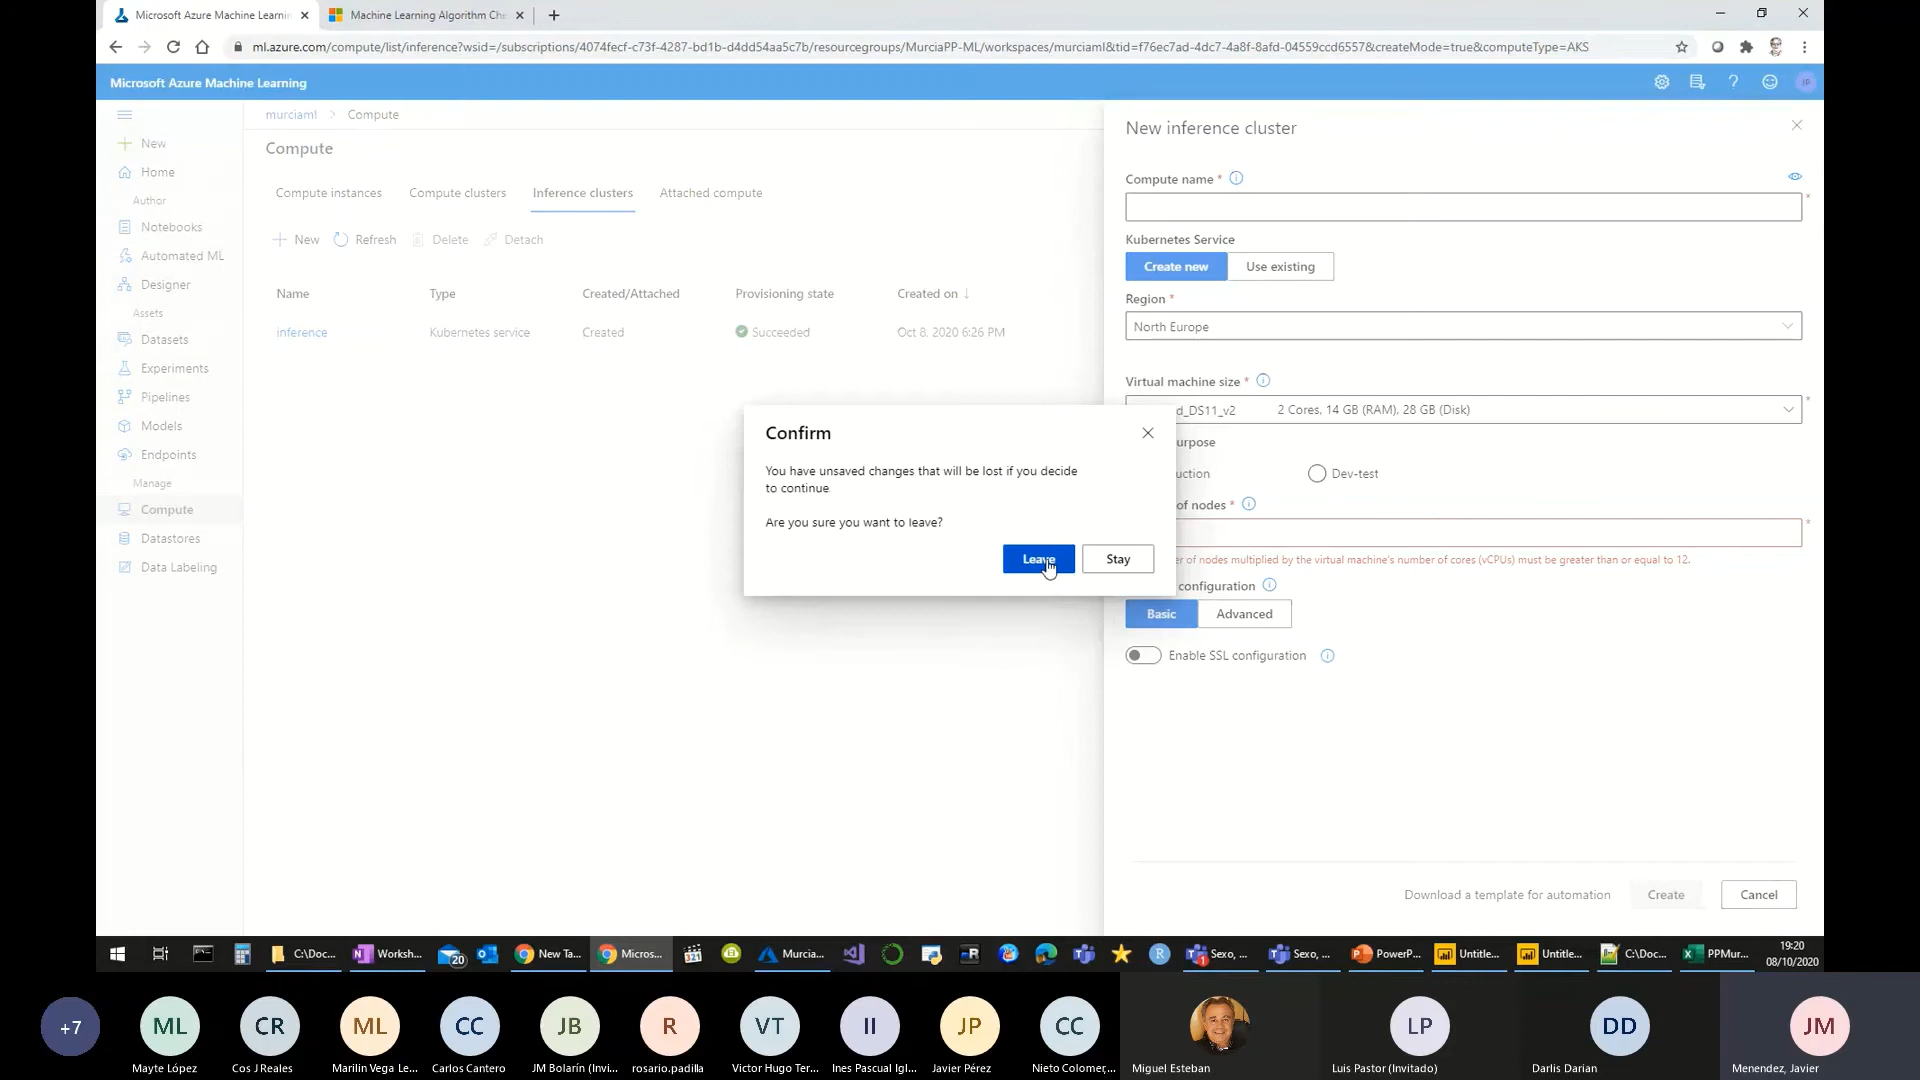 Microsoft Azure Machine Learnin
Machine Learning Algorithm Che
ml.azure.com/compute/list/inference?wsid=/subscriptions/4074fecf-c73f-4287-bd1b-d4dd54aa5c7b/resourcegroups/MurciaPP-ML/workspaces/murciaml&tid=f76ec7ad-4dc7-4a8f-8afd-04559ccd6557&createMode=true&computeType=AKS
Microsoft Azure Machine Learning
JP
New
Home
Author
Notebooks
Automated ML
Designer
Assets
Datasets
Experiments
Pipelines
Models
Endpoints
Manage
Compute
Datastores
Data Labeling
murciaml > Compute
Compute
Compute instances Compute clusters Inference clusters Attached compute
New Refresh Delete Detach
Name Type Created/Attached Provisioning state Created on ↓
inference Kubernetes service Created Succeeded Oct 8, 2020 6:26 PM
New inference cluster
Compute name *
Kubernetes Service
Create new Use existing
Region *
North Europe
Virtual machine size *
d_DS11_v2 2 Cores, 14 GB (RAM), 28 GB (Disk)
urpose
uction Dev-test
of nodes *
er of nodes multiplied by the virtual machine's number of cores (vCPUs) must be greater than or equal to 12.
configuration
Basic Advanced
Enable SSL configuration
Download a template for automation Create Cancel
Confirm
You have unsaved changes that will be lost if you decide
to continue
Are you sure you want to leave?
Leave Stay
C:\Doc... Worksh... 20 New Ta... Micros... 321 Murcia... R Sexo, ... Sexo, ... PowerP... Untitle... Untitle... C:\Doc... PPMur...
19:20
08/10/2020
+7 ML CR ML CC JB R VT II JP CC LP DD JM
Mayte López Cos J Reales Marilin Vega Le... Carlos Cantero JM Bolarín (Invi... rosario.padilla Victor Hugo Ter... Ines Pascual Igl... Javier Pérez Nieto Colomer,... Miguel Esteban Luis Pastor (Invitado) Darlis Darian Menendez, Javier